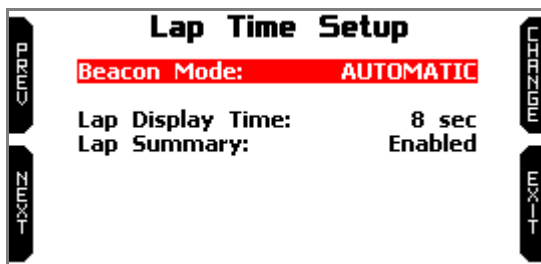 Lap Time Setup
PREV
CHANGE
Beacon Mode: AUTOMATIC
Lap Display Time: 8 sec
Lap Summary: Enabled
NEXT
EXIT